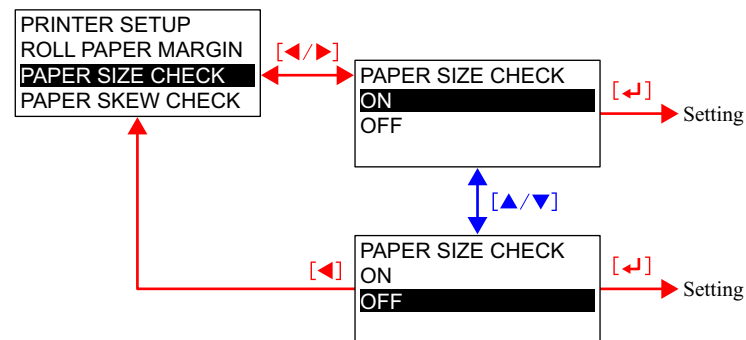 PRINTER SETUP
ROLL PAPER MARGIN
PAPER SIZE CHECK
PAPER SKEW CHECK
[◀/▶]
PAPER SIZE CHECK
ON
OFF
[↵]
Setting
[▲/▼]
PAPER SIZE CHECK
ON
OFF
[◀]
[↵]
Setting